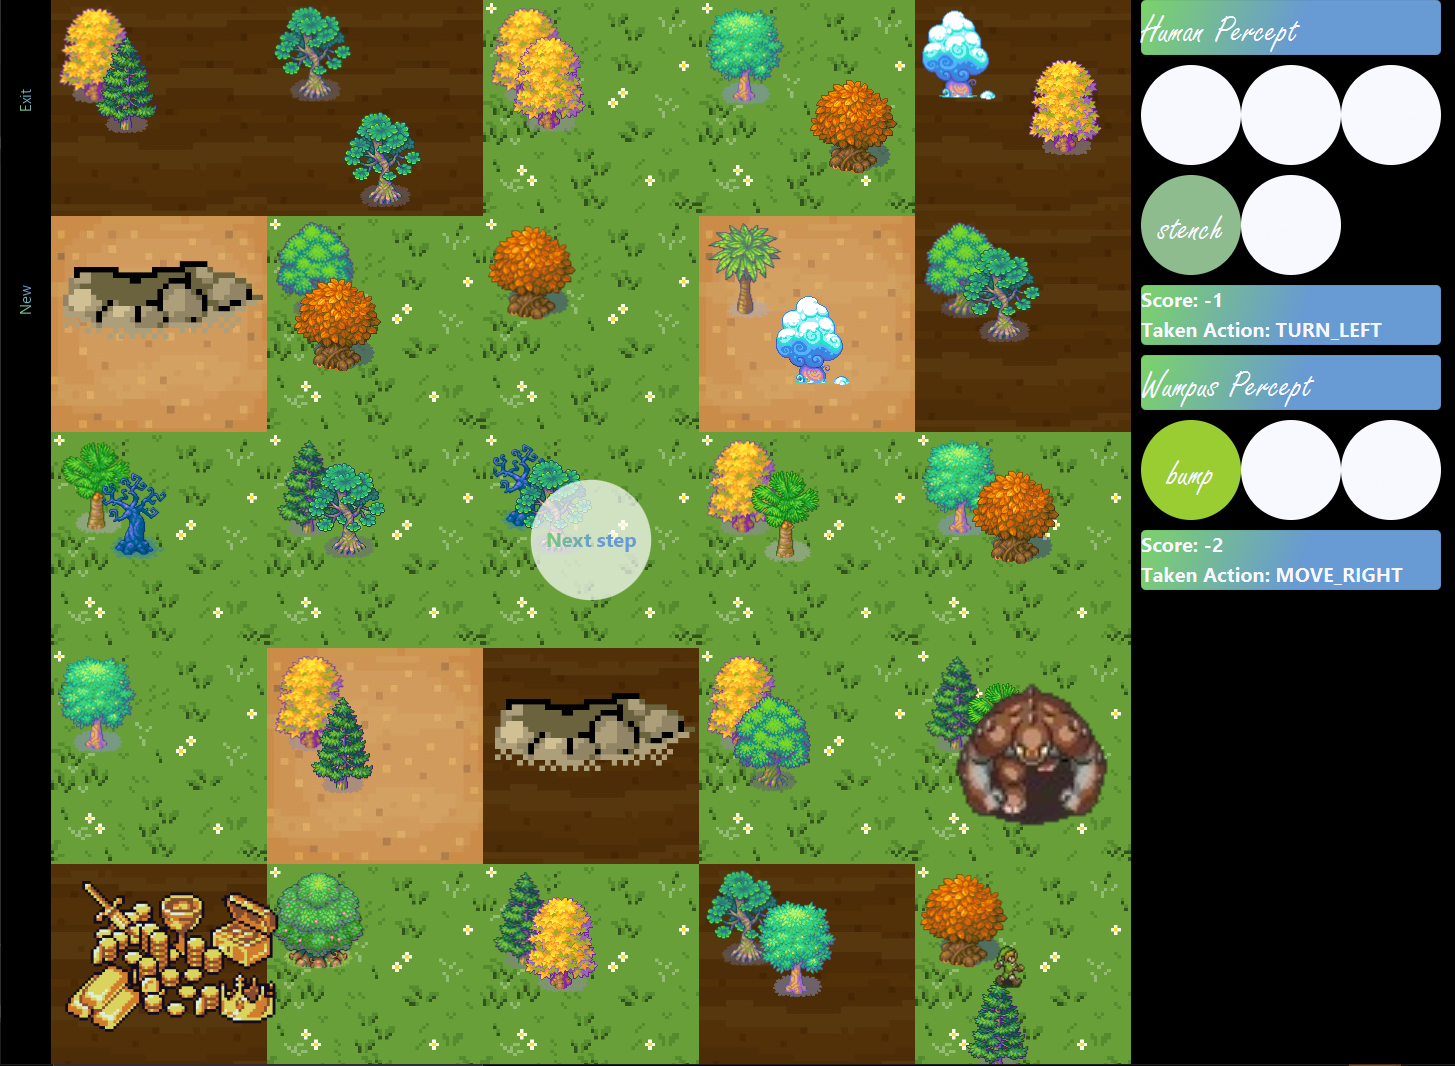 Exit
New
Next step
Human Percept
stench
Score: -1
Taken Action: TURN_LEFT
Wumpus Percept
bump
Score: -2
Taken Action: MOVE_RIGHT